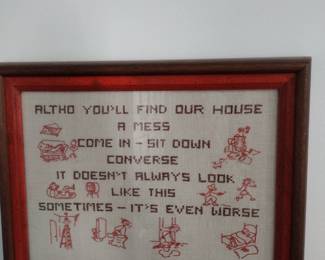 ALTHO YOU'LL FIND OUR HOUSE
A MESS
COME IN - SIT DOWN
CONVERSE
IT DOESN'T ALWAYS LOOK
LIKE THIS
SOMETIMES - IT'S EVEN WORSE